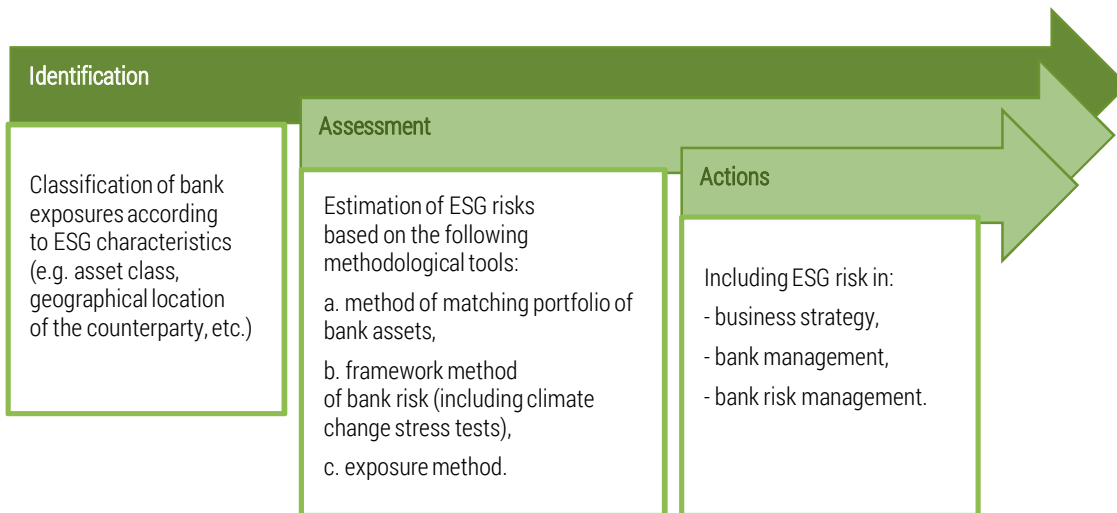 Identification
Classification of bank
exposures according
to ESG characteristics
(e.g. asset class,
geographical location
of the counterparty, etc.)
Assessment
Estimation of ESG risks
based on the following
methodological tools:
a. method of matching portfolio of
bank assets,
b. framework method
of bank risk (including climate
change stress tests),
c. exposure method.
Actions
Including ESG risk in:
- business strategy,
- bank management,
- bank risk management.